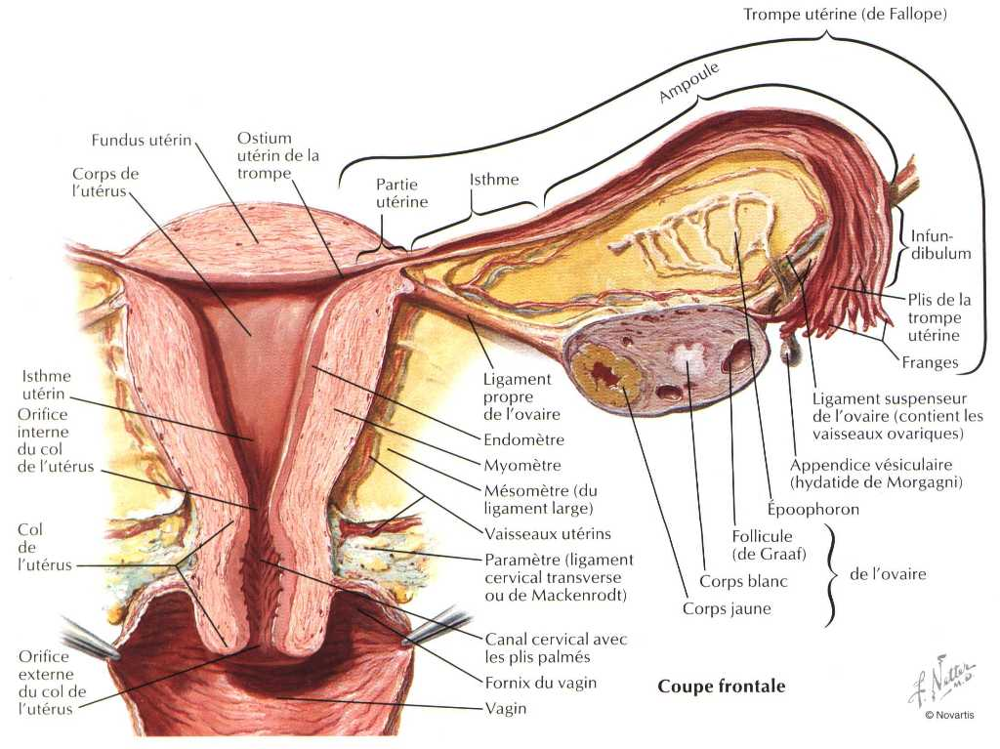 Trompe utérine (de Fallope)
Ampoule
Fundus utérin
Ostium
utérin de la
trompe
Corps de
l'utérus
Partie
utérine
Isthme
Infun-
dibulum
Plis de la
trompe
utérine
Franges
Ligament
propre
de l'ovaire
Ligament suspenseur
de l'ovaire (contient les
vaisseaux ovariques)
Isthme
utérin
Orifice
interne
du col
de l'utérus
Endomètre
Myomètre
Mésomètre (du
ligament large)
Vaisseaux utérins
Appendice vésiculaire
(hydatide de Morgagni)
Époophoron
Follicule
(de Graaf)
Corps blanc
Corps jaune
de l'ovaire
Col
de
l'utérus
Paramètre (ligament
cervical transverse
ou de Mackenrodt)
Canal cervical avec
les plis palmés
Fornix du vagin
Vagin
Orifice
externe
du col de
l'utérus
Coupe frontale
F. Netter
M.D.
© Novartis